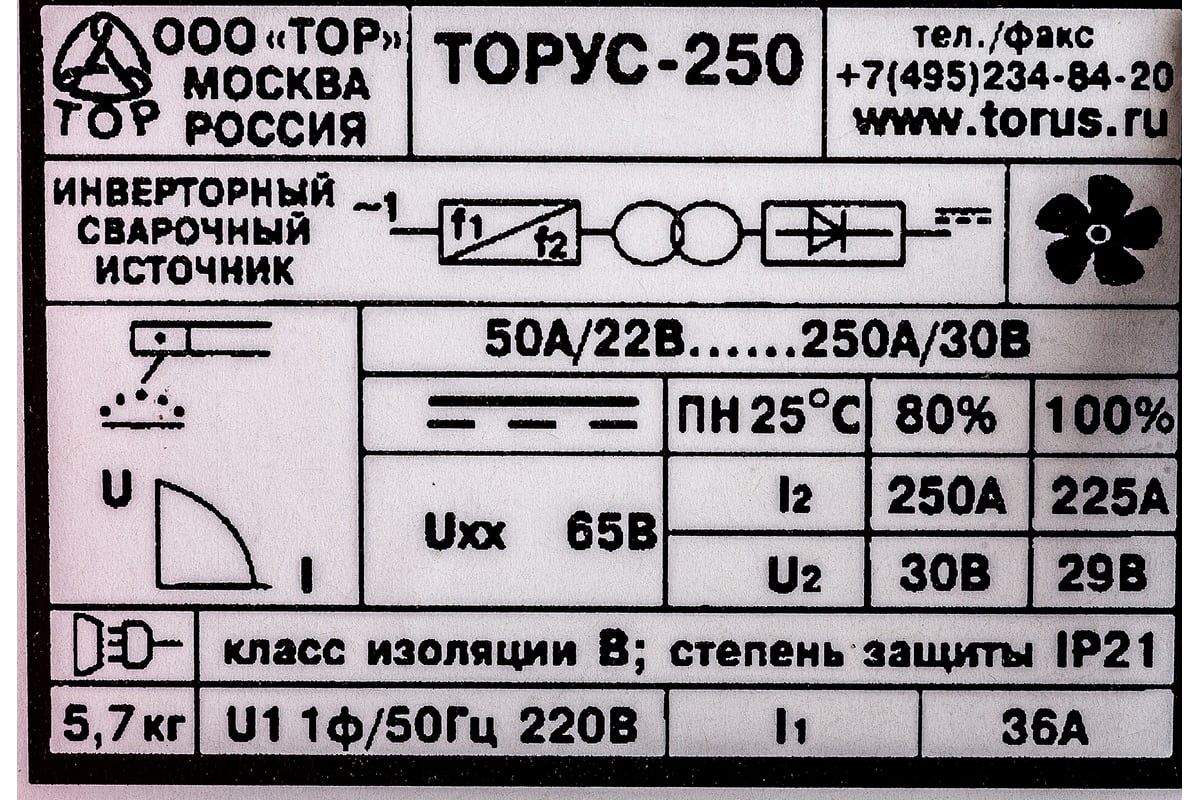 ООО «ТОР»
МОСКВА
РОССИЯ
ТОР
ТОРУС-250
тел./факс
+7(495)234-84-20
www.torus.ru
ИНВЕРТОРНЫЙ
СВАРОЧНЫЙ
ИСТОЧНИК
~1
f1
f2
50А/22В......250А/30В
ПН 25°С 80% 100%
U
I
Uхх 65В
I2 250А 225А
U2 30В 29В
класс изоляции В; степень защиты IP21
5,7кг U1 1ф/50Гц 220В I1 36А